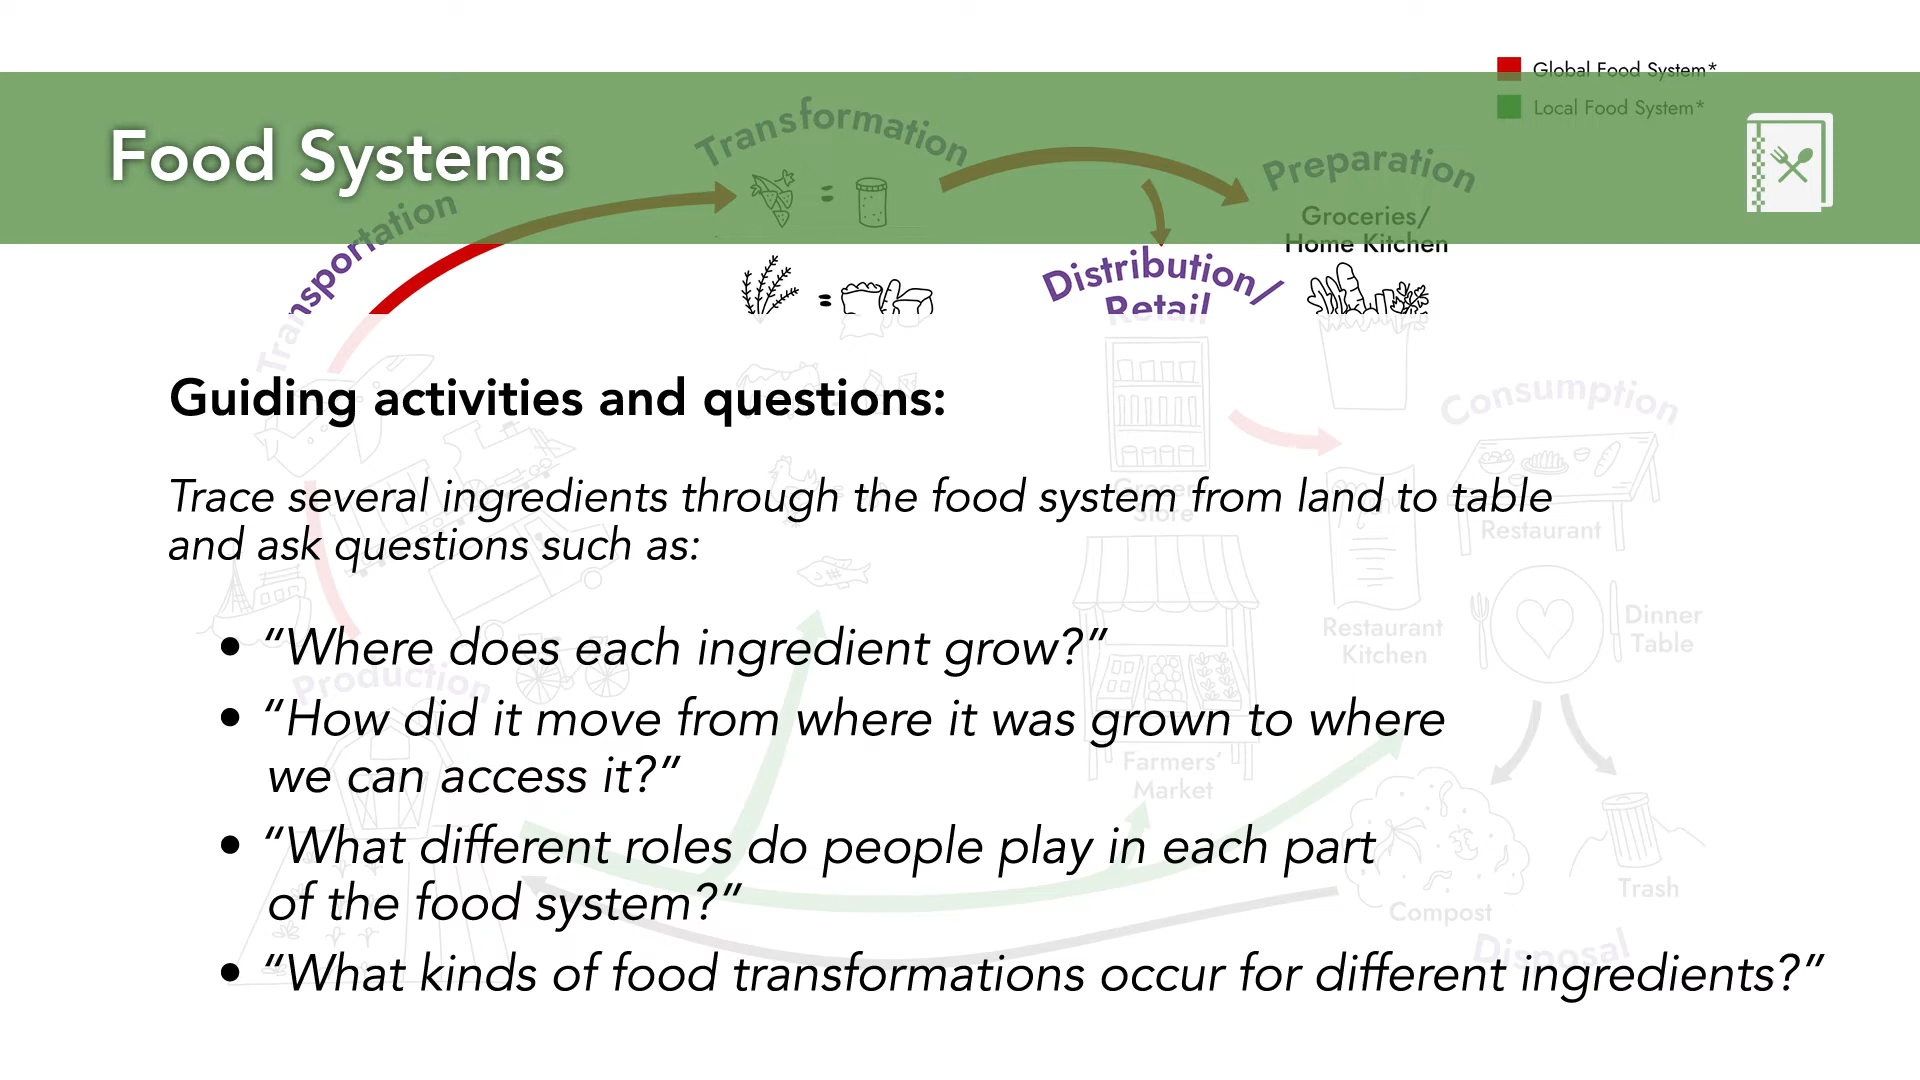 Global Food System*
Local Food System*
Food Systems
Transformation
Preparation
Transportation
Groceries/
Home Kitchen
Distribution/
Retail
Guiding activities and questions:
Consumption
Trace several ingredients through the food system from land to table
and ask questions such as:
Grocery
Store
Menu
Restaurant
Restaurant
Kitchen
Dinner
Table
• “Where does each ingredient grow?”
Production
• “How did it move from where it was grown to where
we can access it?”
Farmers’
Market
• “What different roles do people play in each part
of the food system?”
Compost
Trash
Disposal
• “What kinds of food transformations occur for different ingredients?”